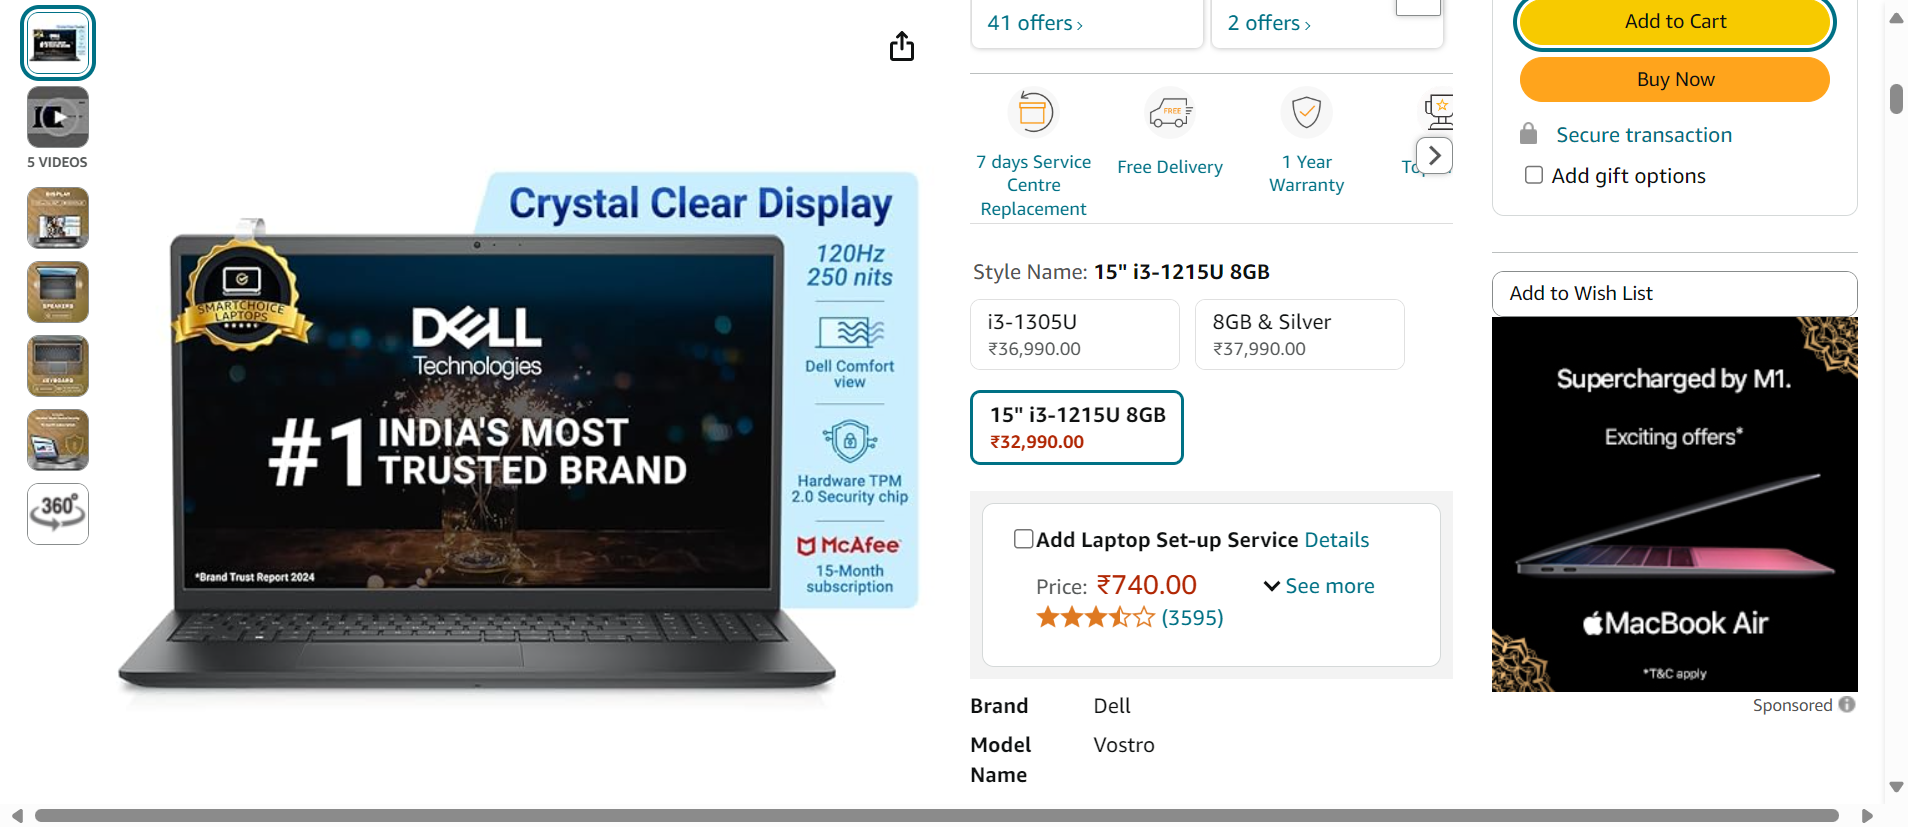 5 VIDEOS
DISPLAY
SPEAKERS
KEYBOARD
360°
Crystal Clear Display
120Hz
250 nits
Dell Comfort
view
Hardware TPM
2.0 Security chip
McAfee
15-Month
subscription
SMARTCHOICE
LAPTOPS
DELL
Technologies
#1 INDIA'S MOST
TRUSTED BRAND
*Brand Trust Report 2024
41 offers ›
2 offers ›
7 days Service
Centre
Replacement
FREE
Free Delivery
1 Year
Warranty
Style Name: 15" i3-1215U 8GB
i3-1305U
₹36,990.00
8GB & Silver
₹37,990.00
15" i3-1215U 8GB
₹32,990.00
Add Laptop Set-up Service Details
Price: ₹740.00
See more
(3595)
Brand Dell
Model Vostro
Name
Add to Cart
Buy Now
Secure transaction
Add gift options
Add to Wish List
Supercharged by M1.
Exciting offers*
MacBook Air
*T&C apply
Sponsored